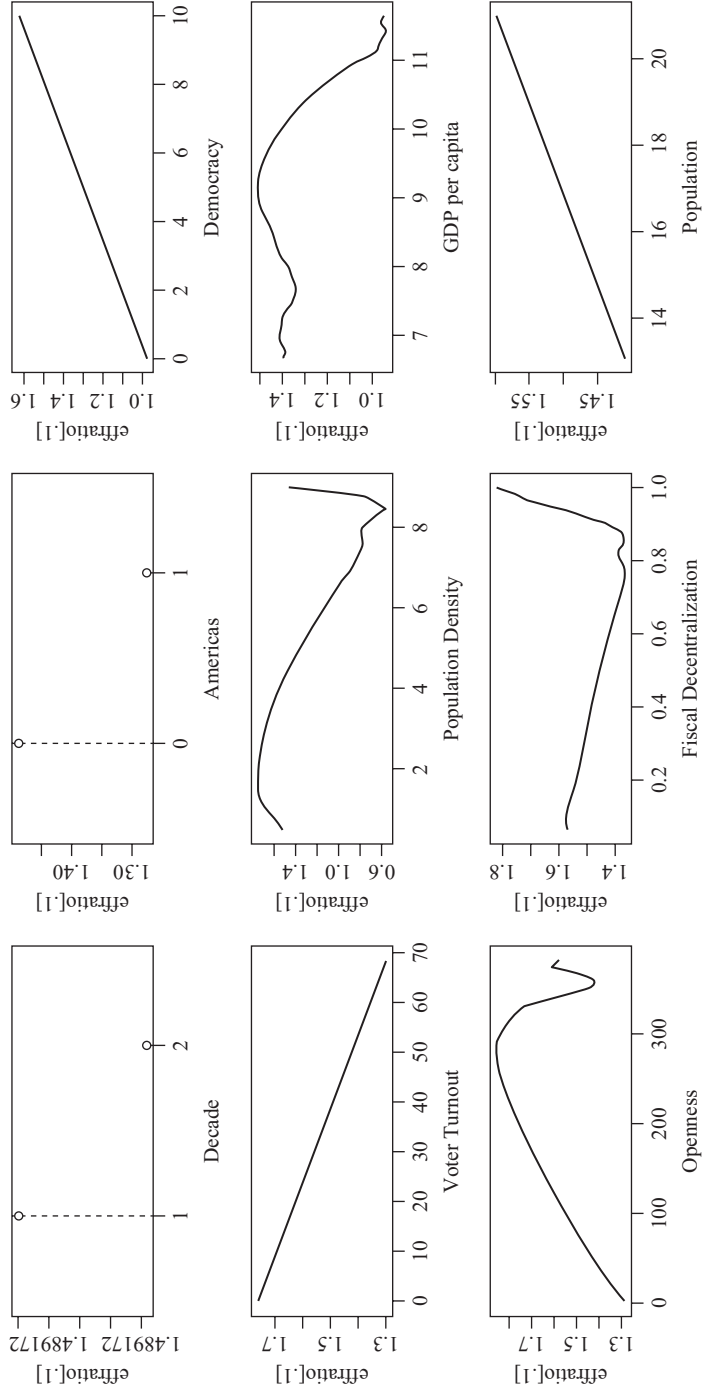 effratio[.1]
1.489172 1.489172
1 2
Decade
effratio[.1]
1.30 1.40
0 1
Americas
effratio[.1]
1.0 1.2 1.4 1.6
0 2 4 6 8 10
Democracy
effratio[.1]
1.3 1.5 1.7
0 10 20 30 40 50 60 70
Voter Turnout
effratio[.1]
0.6 1.0 1.4
2 4 6 8
Population Density
effratio[.1]
1.0 1.2 1.4
7 8 9 10 11
GDP per capita
effratio[.1]
1.3 1.5 1.7
0 100 200 300
Openness
effratio[.1]
1.4 1.6 1.8
0.2 0.4 0.6 0.8 1.0
Fiscal Decentralization
effratio[.1]
1.45 1.55
14 16 18 20
Population